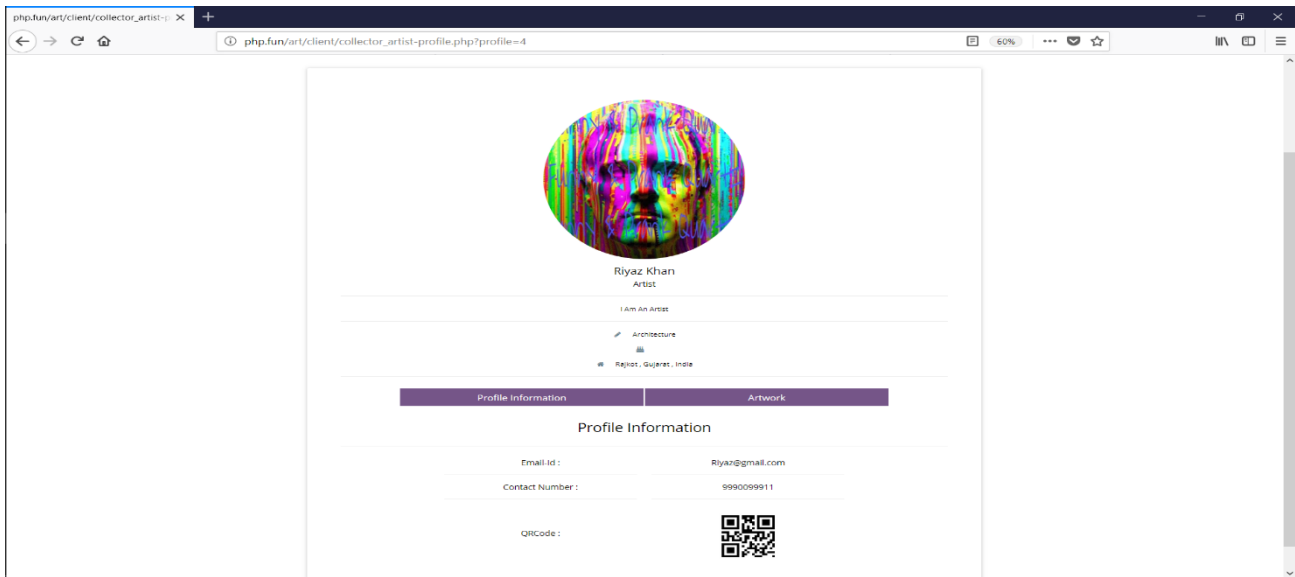 php.fun/art/client/collector_artist-p
php.fun/art/client/collector_artist-profile.php?profile=4
60%
Riyaz Khan
Artist
I Am An Artist
Architecture
Rajkot , Gujarat , India
Profile Information Artwork
Profile Information
Email-Id : Riyaz@gmail.com
Contact Number : 9990099911
QRCode :